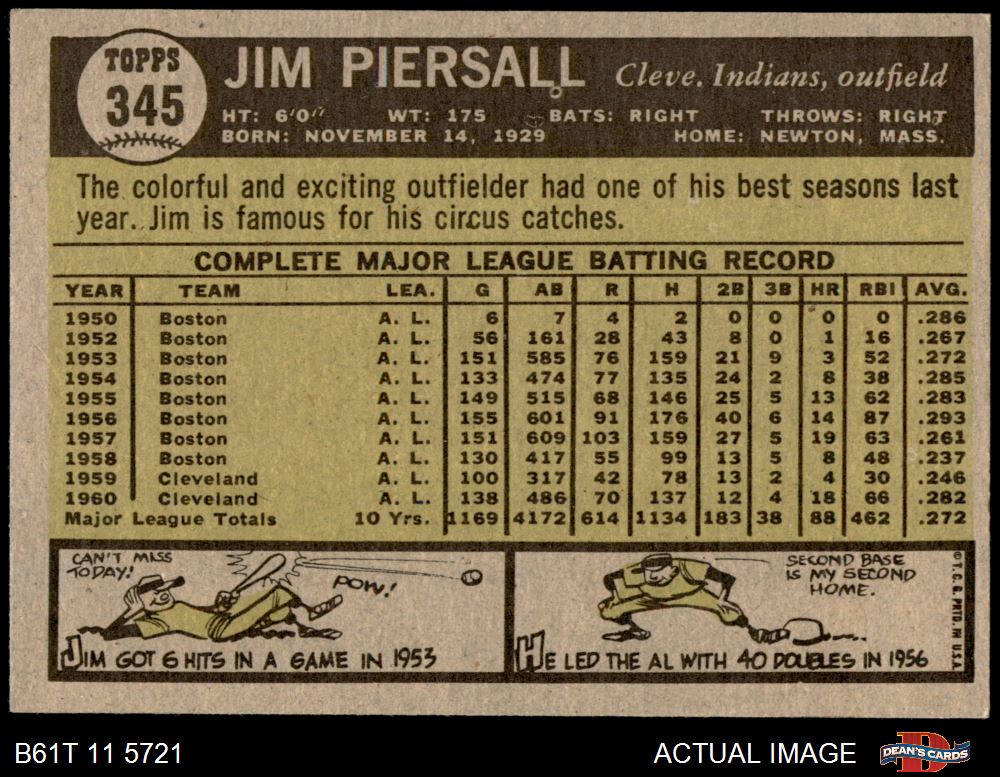 TOPPS
345
JIM PIERSALL Cleve. Indians, outfield
HT: 6'0" WT: 175 BATS: RIGHT THROWS: RIGHT
BORN: NOVEMBER 14, 1929 HOME: NEWTON, MASS.
The colorful and exciting outfielder had one of his best seasons last
year. Jim is famous for his circus catches.
COMPLETE MAJOR LEAGUE BATTING RECORD
YEAR TEAM LEA. G AB R H 2B 3B HR RBI AVG.
1950 Boston A. L. 6 7 4 2 0 0 0 0 .286
1952 Boston A. L. 56 161 28 43 8 0 1 16 .267
1953 Boston A. L. 151 585 76 159 21 9 3 52 .272
1954 Boston A. L. 133 474 77 135 24 2 8 38 .285
1955 Boston A. L. 149 515 68 146 25 5 13 62 .283
1956 Boston A. L. 155 601 91 176 40 6 14 87 .293
1957 Boston A. L. 151 609 103 159 27 5 19 63 .261
1958 Boston A. L. 130 417 55 99 13 5 8 48 .237
1959 Cleveland A. L. 100 317 42 78 13 2 4 30 .246
1960 Cleveland A. L. 138 486 70 137 12 4 18 66 .282
Major League Totals 10 Yrs. 1169 4172 614 1134 183 38 88 462 .272
CAN'T MISS
TODAY!
POW!
JIM GOT 6 HITS IN A GAME IN 1953
SECOND BASE
IS MY SECOND
HOME.
HE LED THE AL WITH 40 DOUBLES IN 1956
© T. C. G. PRTD. IN U.S.A.
B61T 11 5721
ACTUAL IMAGE
DEAN'S CARDS